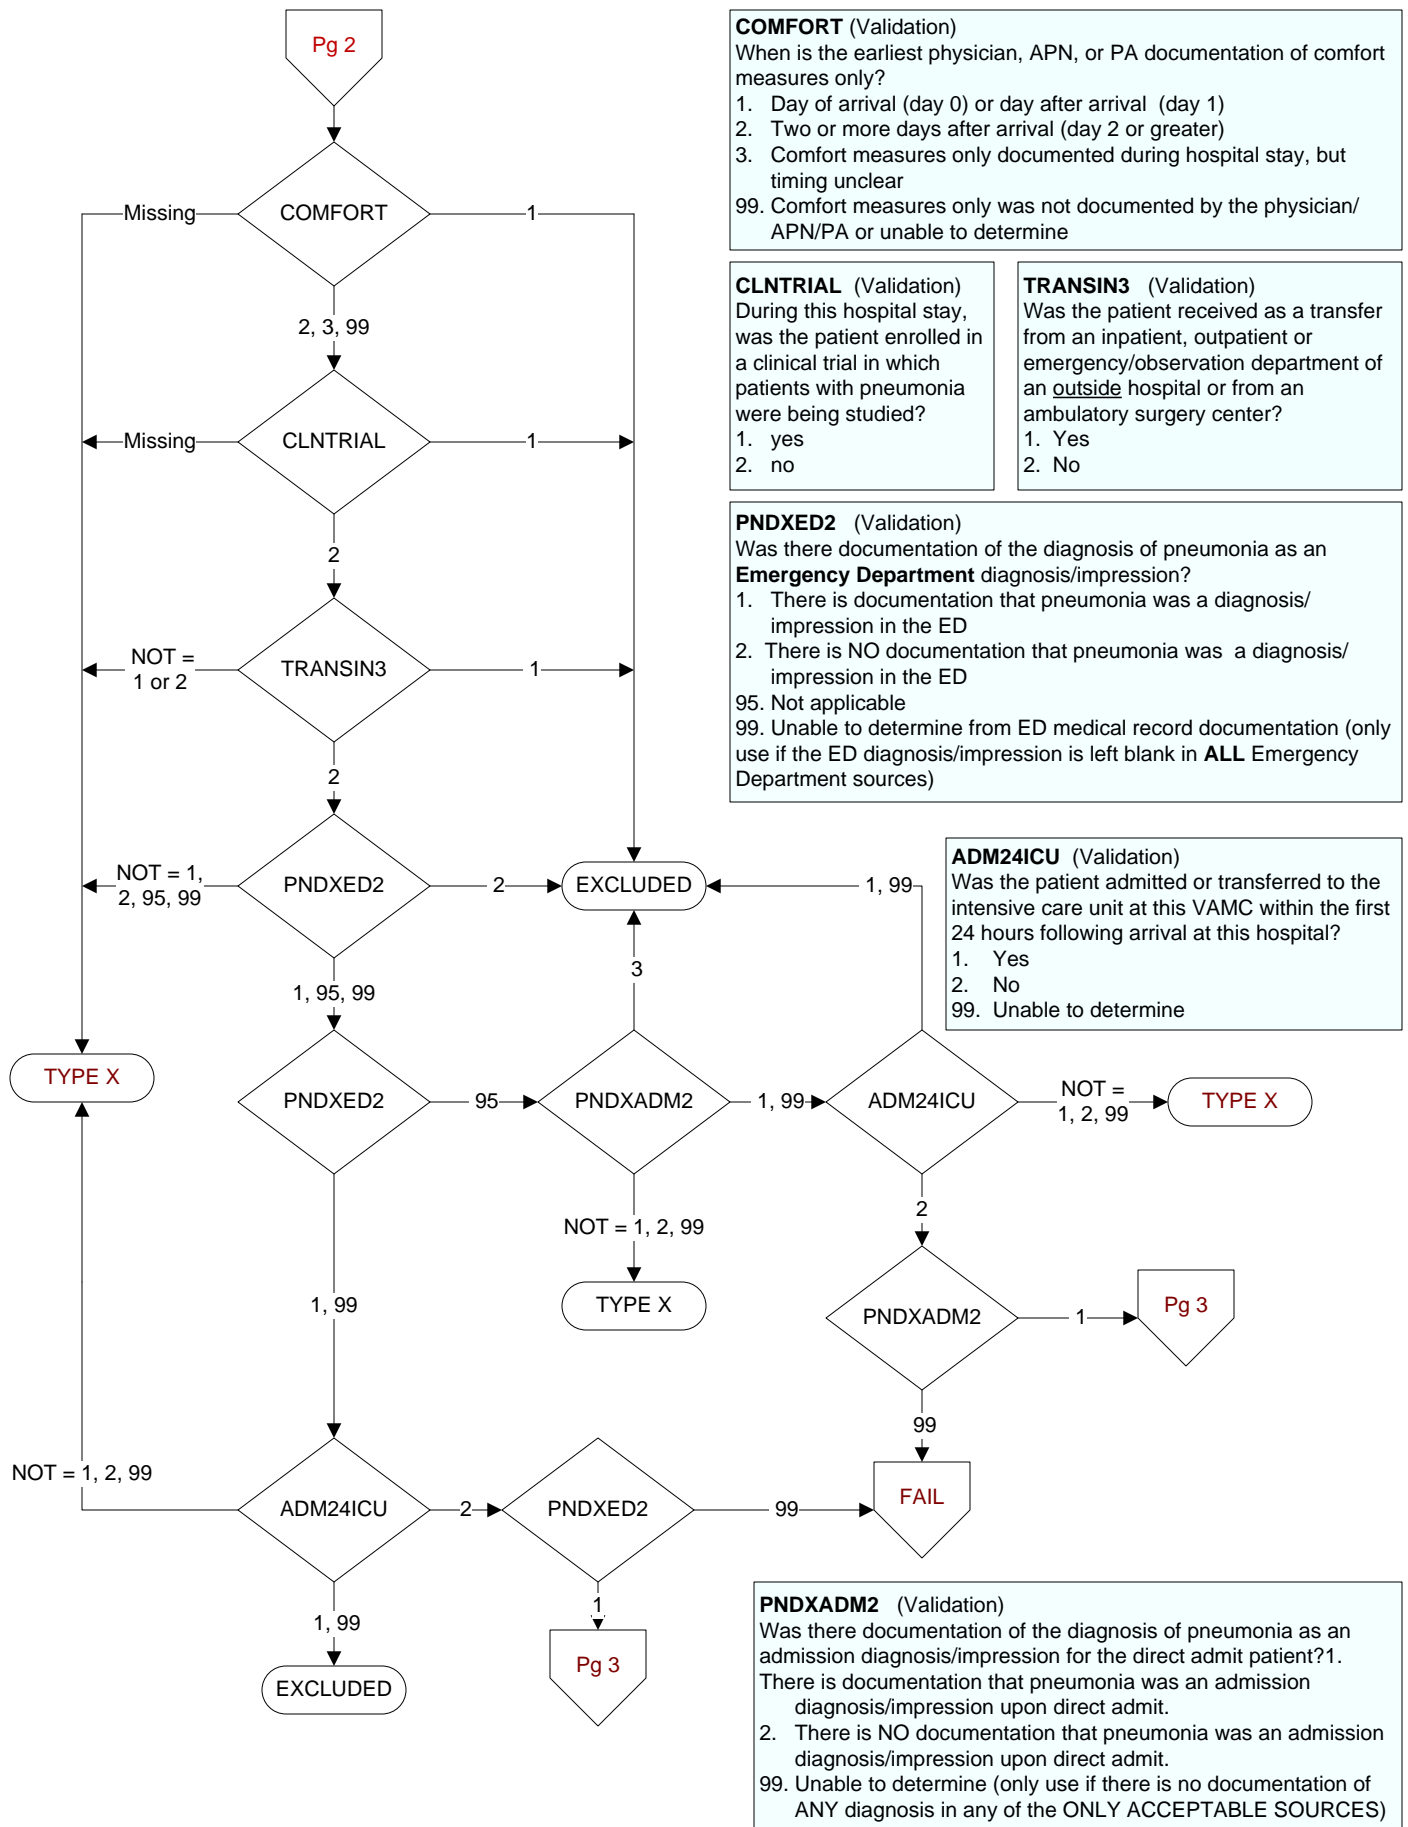 Pg 2
COMFORT (Validation)
When is the earliest physician, APN, or PA documentation of comfort
measures only?
1. Day of arrival (day 0) or day after arrival (day 1)
2. Two or more days after arrival (day 2 or greater)
3. Comfort measures only documented during hospital stay, but
timing unclear
99. Comfort measures only was not documented by the physician/
APN/PA or unable to determine
Missing
COMFORT
1
2, 3, 99
CLNTRIAL (Validation)
During this hospital stay,
was the patient enrolled in
a clinical trial in which
patients with pneumonia
were being studied?
1. yes
2. no
TRANSIN3 (Validation)
Was the patient received as a transfer
from an inpatient, outpatient or
emergency/observation department of
an outside hospital or from an
ambulatory surgery center?
1. Yes
2. No
Missing
CLNTRIAL
1
2
PNDXED2 (Validation)
Was there documentation of the diagnosis of pneumonia as an
Emergency Department diagnosis/impression?
1. There is documentation that pneumonia was a diagnosis/
impression in the ED
2. There is NO documentation that pneumonia was a diagnosis/
impression in the ED
95. Not applicable
99. Unable to determine from ED medical record documentation (only
use if the ED diagnosis/impression is left blank in ALL Emergency
Department sources)
NOT =
1 or 2
TRANSIN3
1
2
NOT = 1,
2, 95, 99
PNDXED2
2
EXCLUDED
1, 99
ADM24ICU (Validation)
Was the patient admitted or transferred to the
intensive care unit at this VAMC within the first
24 hours following arrival at this hospital?
1. Yes
2. No
99. Unable to determine
1, 95, 99
3
TYPE X
PNDXED2
95
PNDXADM2
1, 99
ADM24ICU
NOT =
1, 2, 99
TYPE X
2
NOT = 1, 2, 99
TYPE X
1, 99
PNDXADM2
1
Pg 3
99
NOT = 1, 2, 99
ADM24ICU
2
PNDXED2
99
FAIL
1, 99
EXCLUDED
1
Pg 3
PNDXADM2 (Validation)
Was there documentation of the diagnosis of pneumonia as an
admission diagnosis/impression for the direct admit patient?1.
There is documentation that pneumonia was an admission
diagnosis/impression upon direct admit.
2. There is NO documentation that pneumonia was an admission
diagnosis/impression upon direct admit.
99. Unable to determine (only use if there is no documentation of
ANY diagnosis in any of the ONLY ACCEPTABLE SOURCES)